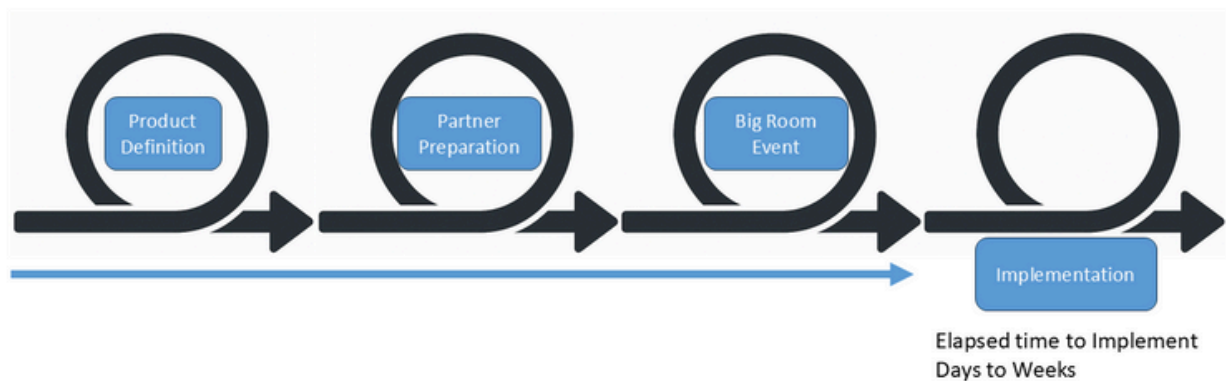 Product
Definition
Partner
Preparation
Big Room
Event
Implementation
Elapsed time to Implement
Days to Weeks